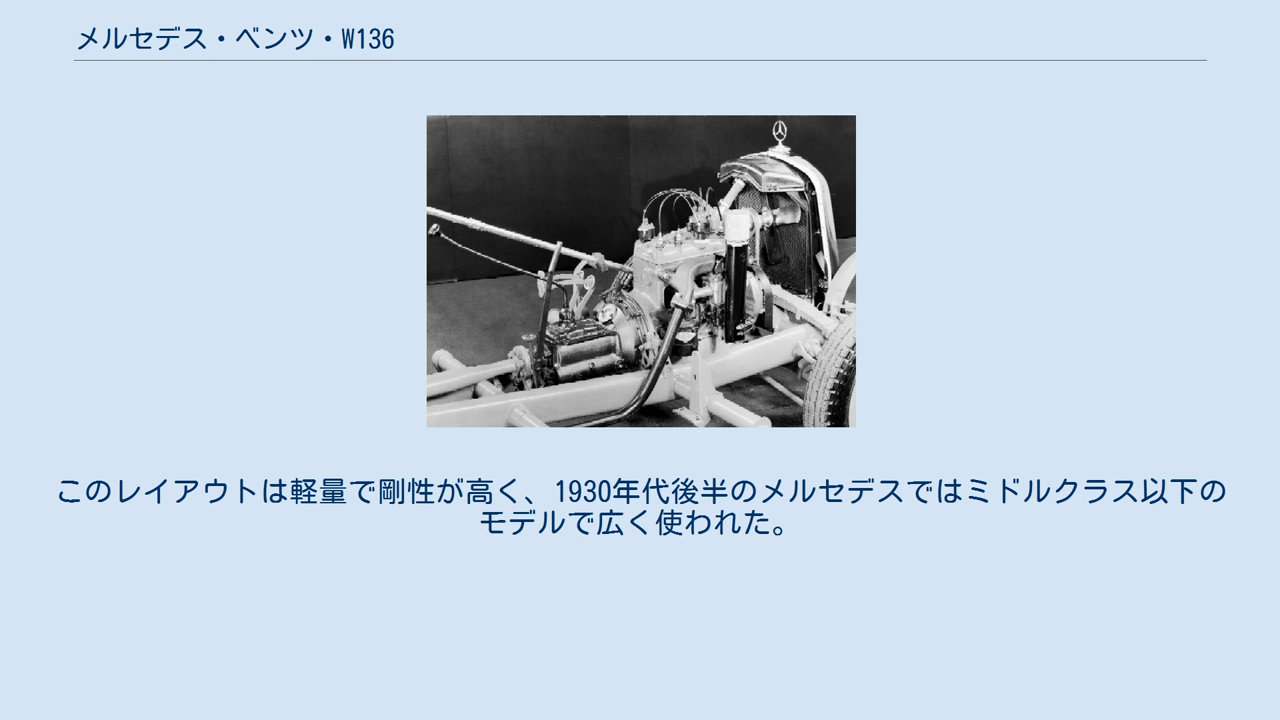 メルセデス・ベンツ・W136
このレイアウトは軽量で剛性が高く、1930年代後半のメルセデスではミドルクラス以下の
モデルで広く使われた。